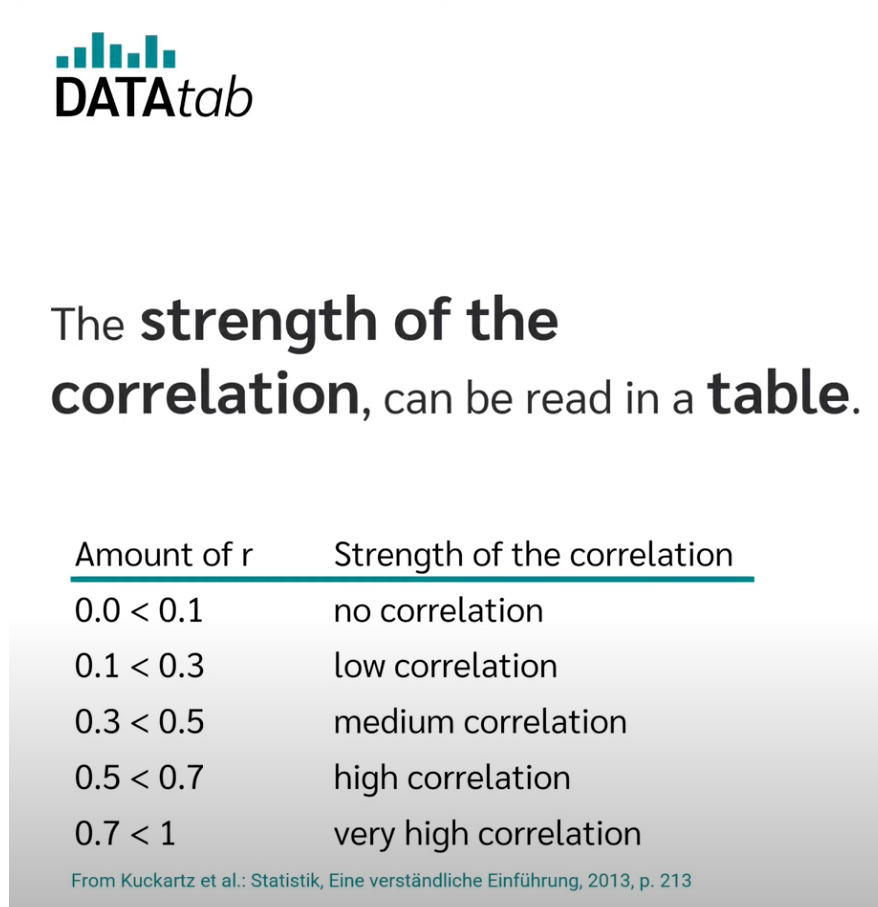 DATAtab
The strength of the
correlation, can be read in a table.
Amount of r Strength of the correlation
0.0 < 0.1 no correlation
0.1 < 0.3 low correlation
0.3 < 0.5 medium correlation
0.5 < 0.7 high correlation
0.7 < 1 very high correlation
From Kuckartz et al.: Statistik, Eine verständliche Einführung, 2013, p. 213